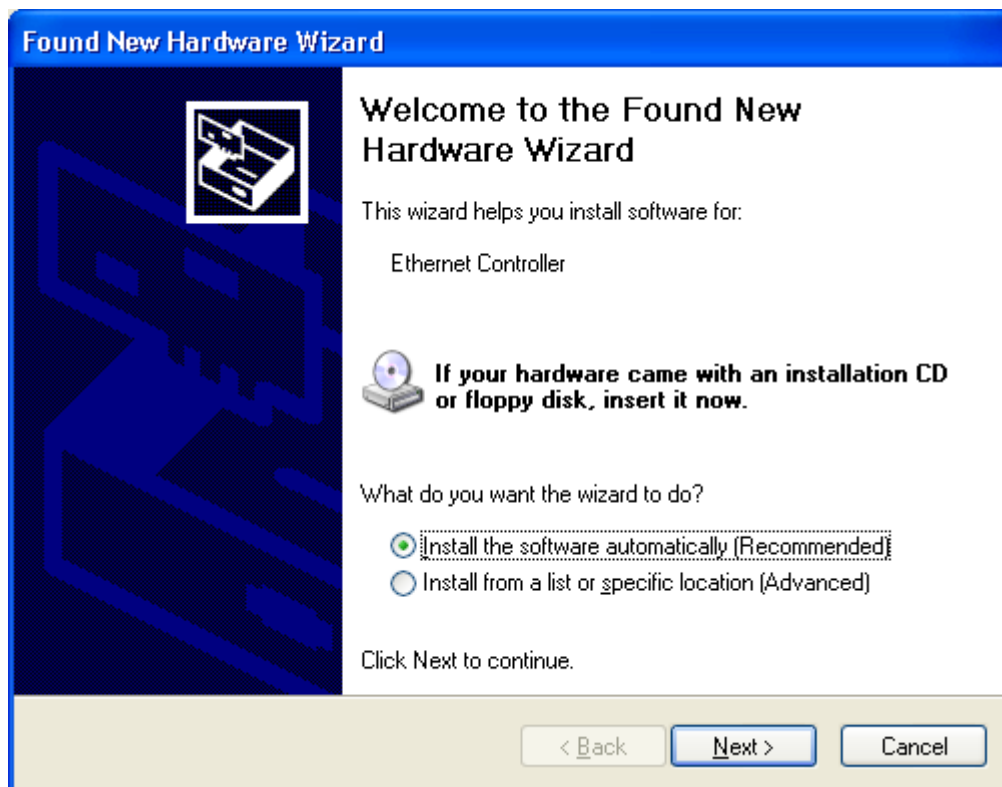 Found New Hardware Wizard
Welcome to the Found New
Hardware Wizard
This wizard helps you install software for:
Ethernet Controller
If your hardware came with an installation CD
or floppy disk, insert it now.
What do you want the wizard to do?
Install the software automatically (Recommended)
Install from a list or specific location (Advanced)
Click Next to continue.
< Back Next > Cancel